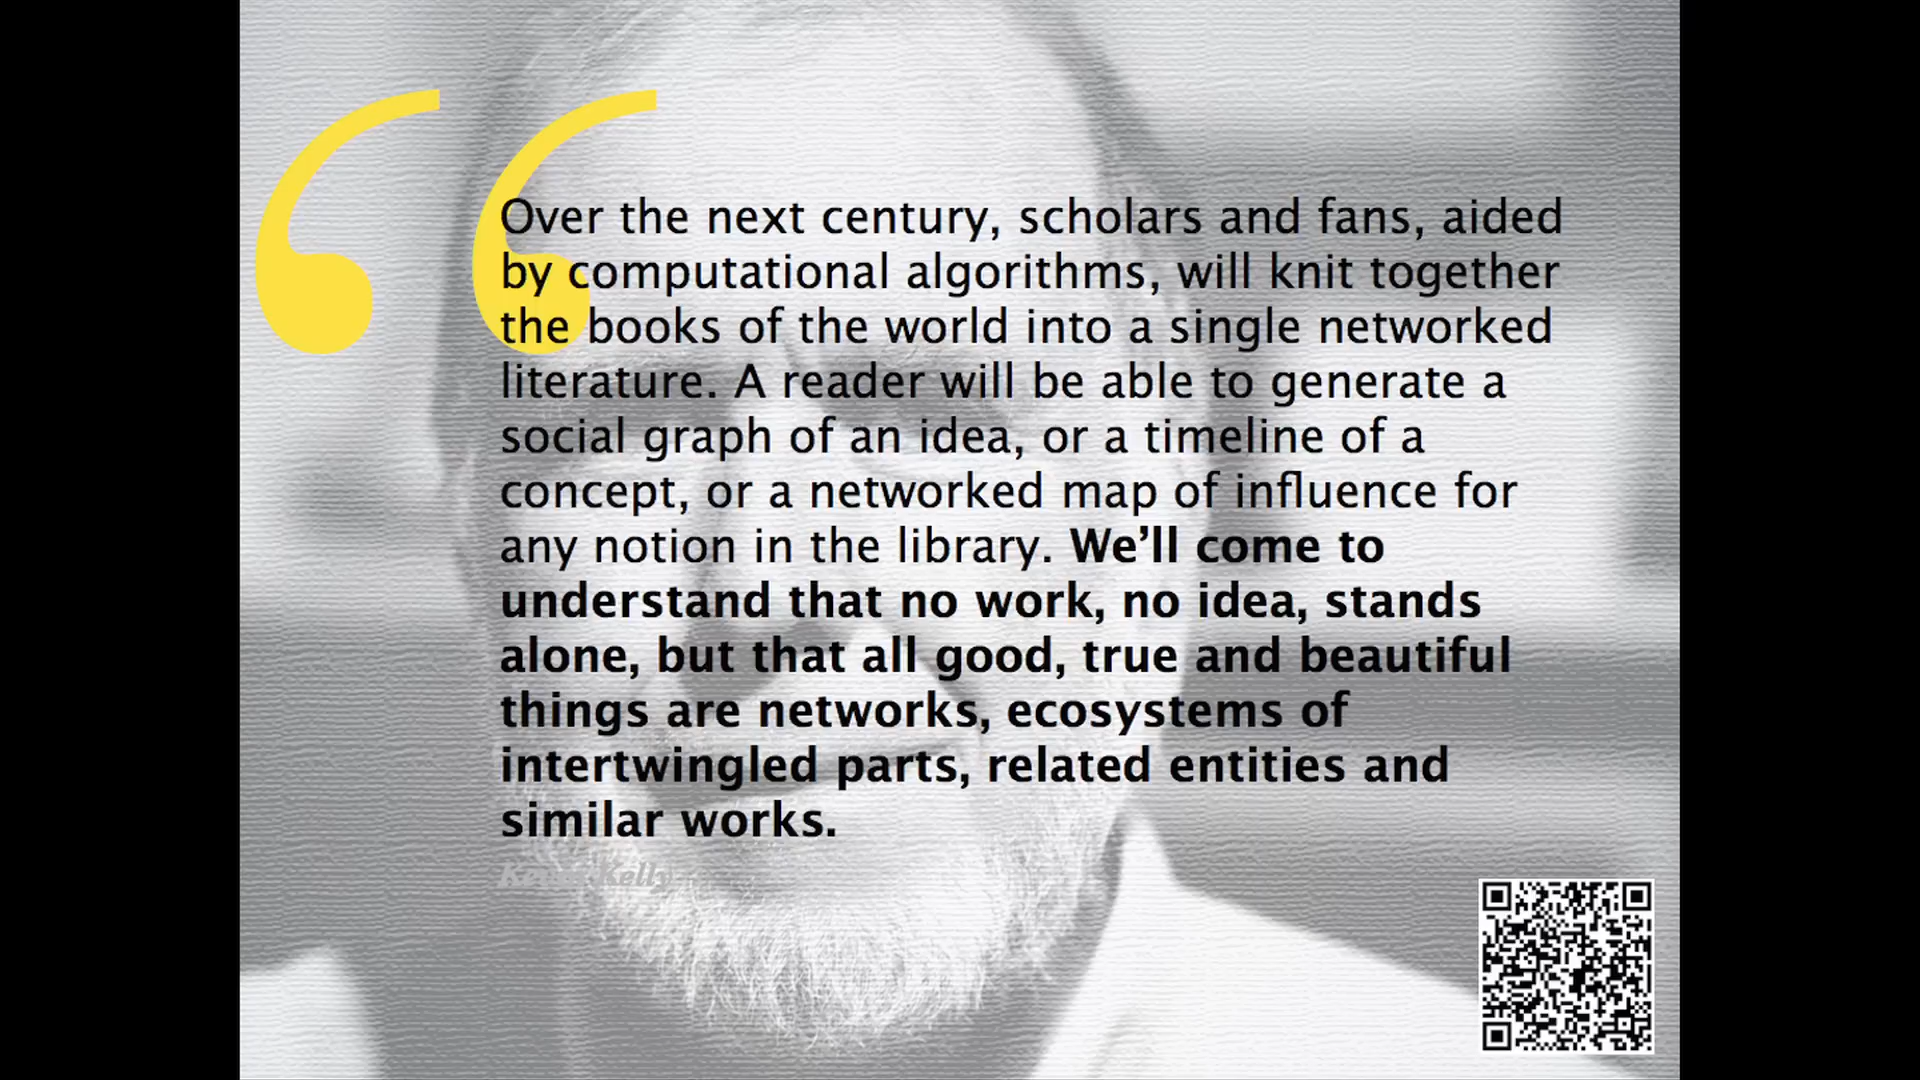 “
Over the next century, scholars and fans, aided
by computational algorithms, will knit together
the books of the world into a single networked
literature. A reader will be able to generate a
social graph of an idea, or a timeline of a
concept, or a networked map of influence for
any notion in the library. We’ll come to
understand that no work, no idea, stands
alone, but that all good, true and beautiful
things are networks, ecosystems of
intertwingled parts, related entities and
similar works.
Kevin Kelly